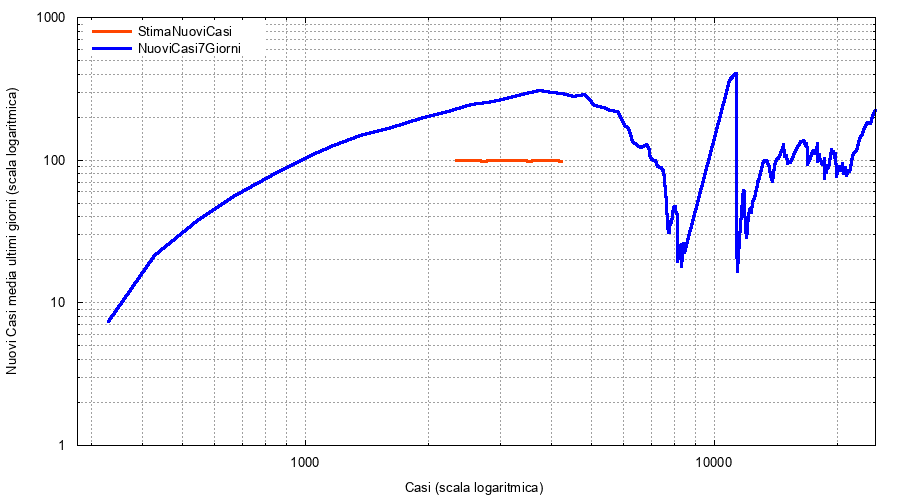 1000
StimaNuoviCasi
NuoviCasi7Giorni
100
10
1
Nuovi Casi media ultimi giorni (scala logaritmica)
1000
10000
Casi (scala logaritmica)